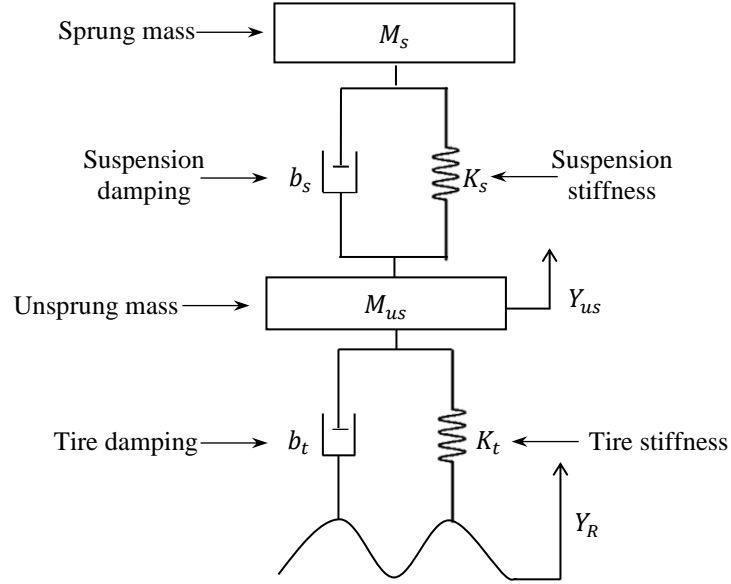 Sprung mass
M_s
Suspension
damping
b_s
K_s
Suspension
stiffness
Unsprung mass
M_us
Y_us
Tire damping
b_t
K_t
Tire stiffness
Y_R